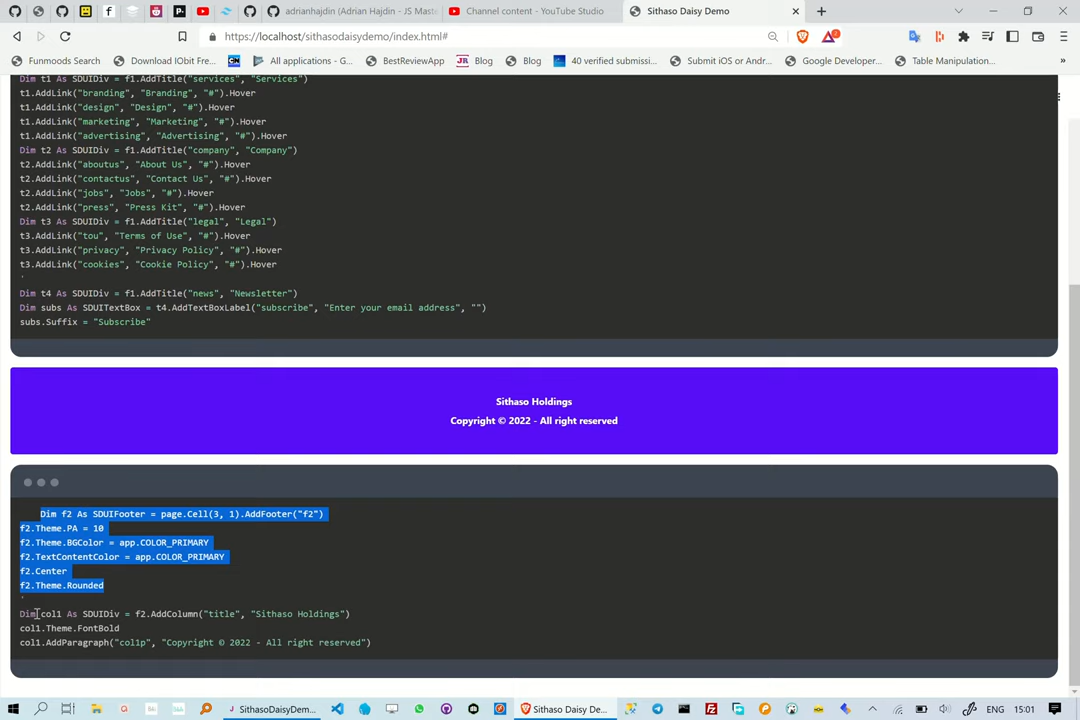 adrianhajdin (Adrian Hajdin - JS Mast
Channel content - YouTube Studio
Sithaso Daisy Demo
https://localhost/sithasodaisydemo/index.html#
Funmoods Search
Download IObit Fre...
All applications - G...
BestReviewApp
JR Blog
Blog
40 verified submissi...
Submit iOS or Andr...
Google Developer...
Table Manipulation...
Dim t1 As SDUIDiv = f1.AddTitle("services", "Services")
t1.AddLink("branding", "Branding", "#").Hover
t1.AddLink("design", "Design", "#").Hover
t1.AddLink("marketing", "Marketing", "#").Hover
t1.AddLink("advertising", "Advertising", "#").Hover
Dim t2 As SDUIDiv = f1.AddTitle("company", "Company")
t2.AddLink("aboutus", "About Us", "#").Hover
t2.AddLink("contactus", "Contact Us", "#").Hover
t2.AddLink("jobs", "Jobs", "#").Hover
t2.AddLink("press", "Press Kit", "#").Hover
Dim t3 As SDUIDiv = f1.AddTitle("legal", "Legal")
t3.AddLink("tou", "Terms of Use", "#").Hover
t3.AddLink("privacy", "Privacy Policy", "#").Hover
t3.AddLink("cookies", "Cookie Policy", "#").Hover
'
Dim t4 As SDUIDiv = f1.AddTitle("news", "Newsletter")
Dim subs As SDUITextBox = t4.AddTextBoxLabel("subscribe", "Enter your email address", "")
subs.Suffix = "Subscribe"
Sithaso Holdings
Copyright © 2022 - All right reserved
Dim f2 As SDUIFooter = page.Cell(3, 1).AddFooter("f2")
f2.Theme.PA = 10
f2.Theme.BGColor = app.COLOR_PRIMARY
f2.TextContentColor = app.COLOR_PRIMARY
f2.Center
f2.Theme.Rounded
'
Dim col1 As SDUIDiv = f2.AddColumn("title", "Sithaso Holdings")
col1.Theme.FontBold
col1.AddParagraph("col1p", "Copyright © 2022 - All right reserved")
SithasoDaisyDem...
Sithaso Daisy De...
ENG
15:01